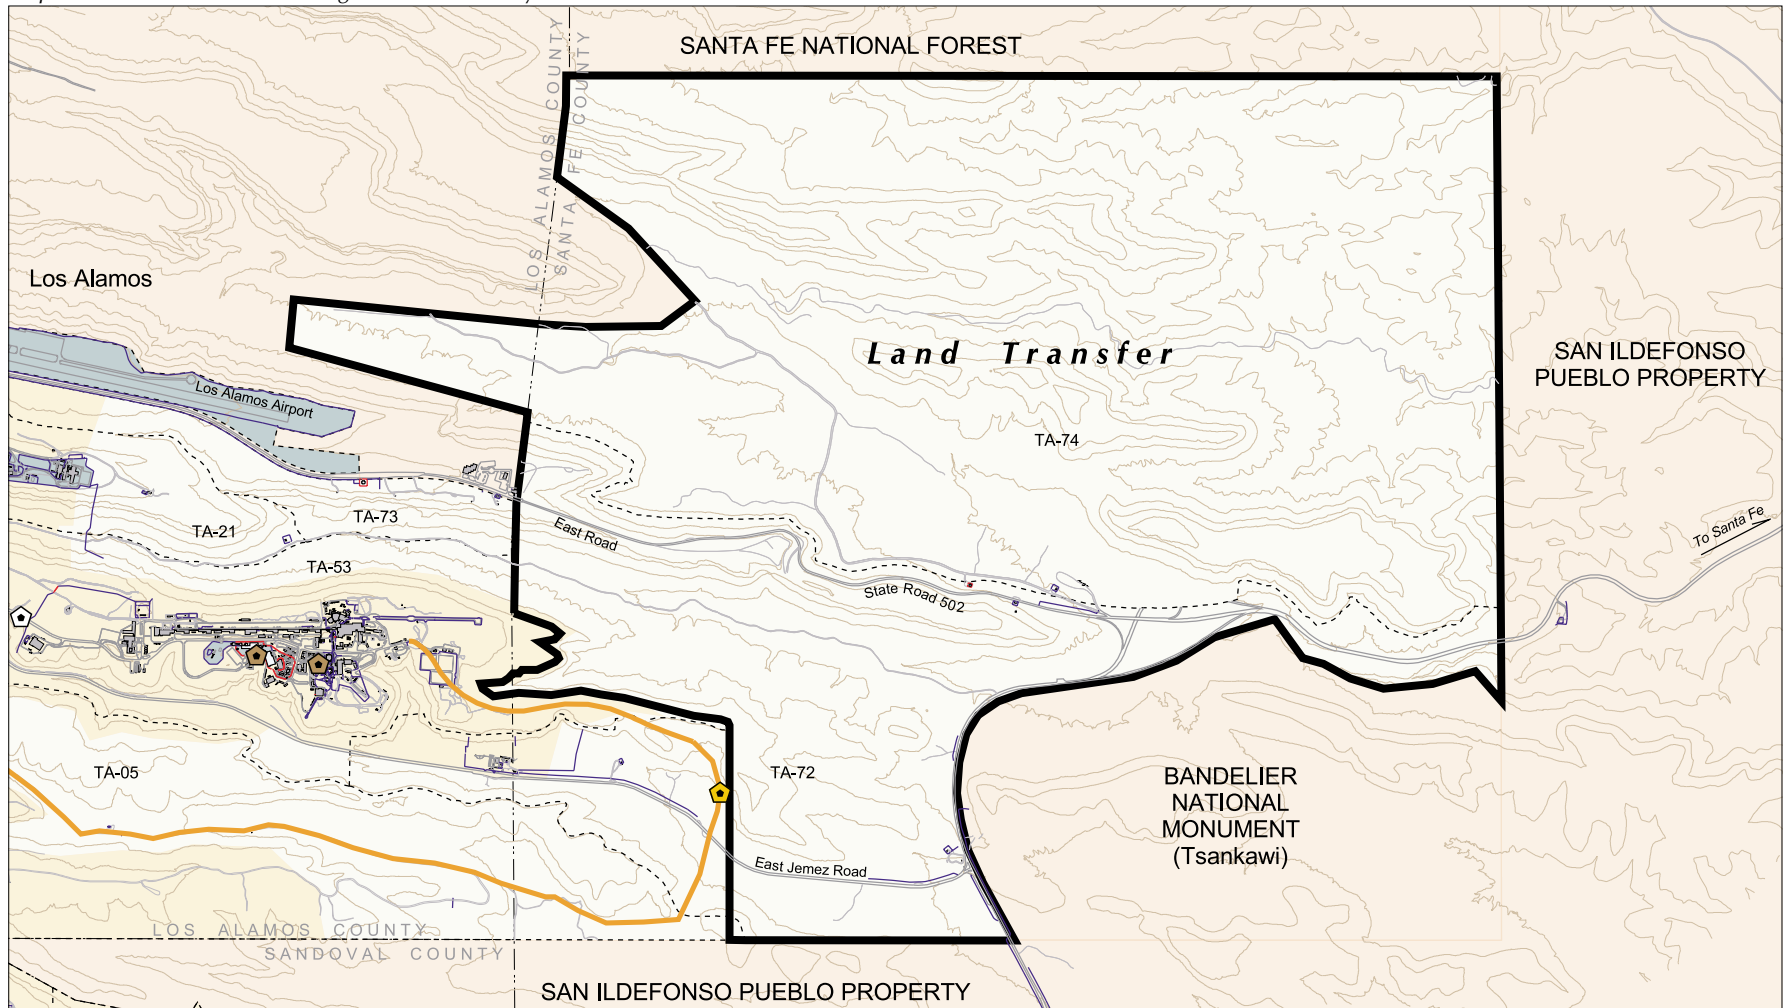 SANTA FE NATIONAL FOREST
LOS ALAMOS COUNTY
SANTA FE COUNTY
Los Alamos
Land Transfer
SAN ILDEFONSO
PUEBLO PROPERTY
Los Alamos Airport
TA-74
TA-21
TA-73
East Road
To Santa Fe
TA-53
State Road 502
TA-05
TA-72
BANDELIER
NATIONAL
MONUMENT
(Tsankawi)
East Jemez Road
LOS ALAMOS COUNTY
SANDOVAL COUNTY
SAN ILDEFONSO PUEBLO PROPERTY